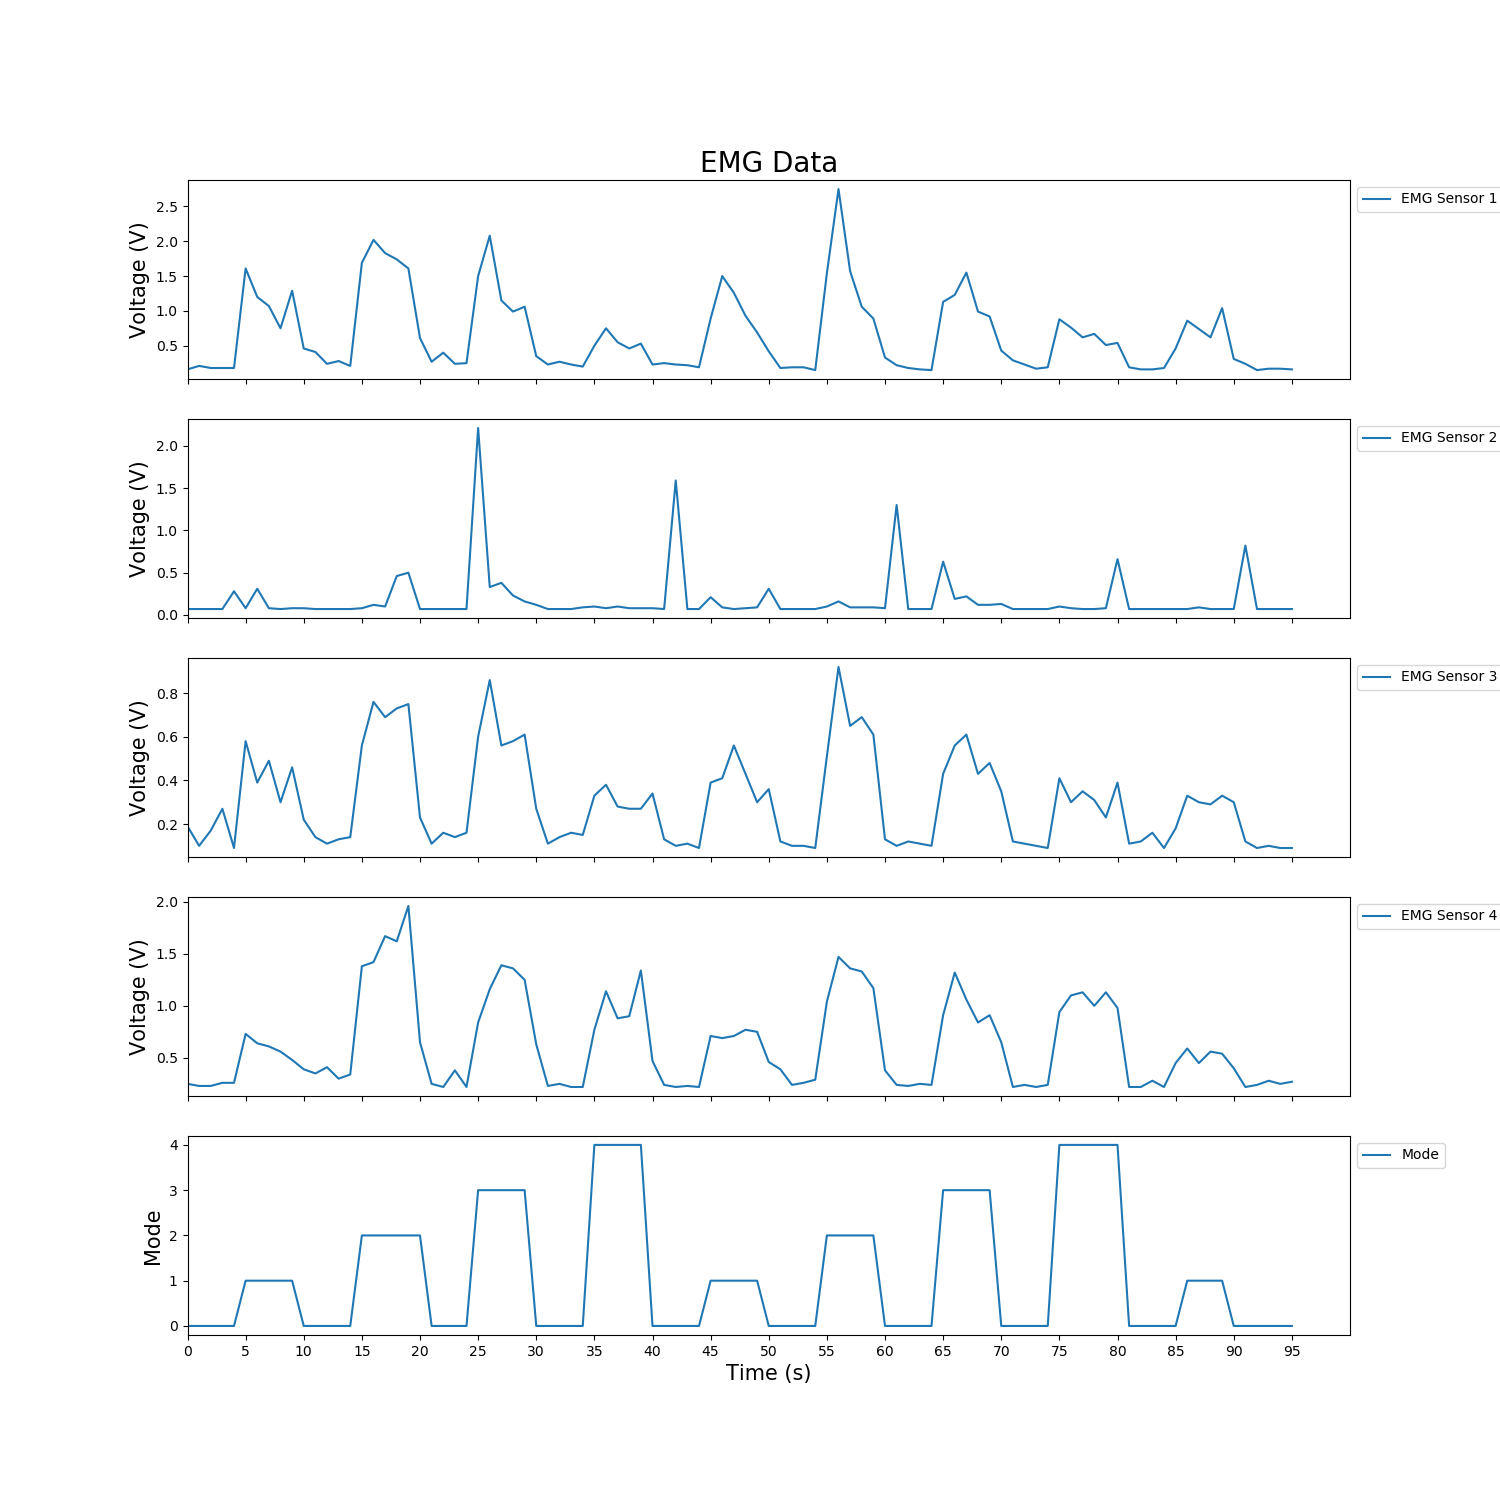 EMG Data
2.5
2.0
1.5
1.0
0.5
Voltage (V)
EMG Sensor 1
2.0
1.5
1.0
0.5
0.0
Voltage (V)
EMG Sensor 2
0.8
0.6
0.4
0.2
Voltage (V)
EMG Sensor 3
2.0
1.5
1.0
0.5
Voltage (V)
EMG Sensor 4
4
3
2
1
0
Mode
Mode
0 5 10 15 20 25 30 35 40 45 50 55 60 65 70 75 80 85 90 95
Time (s)